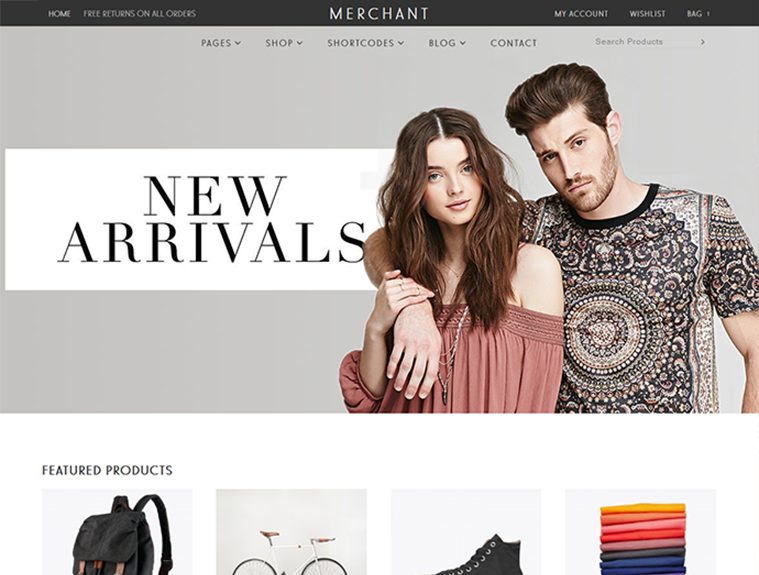 HOME FREE RETURNS ON ALL ORDERS MERCHANT MY ACCOUNT WISHLIST BAG
PAGES SHOP SHORTCODES BLOG CONTACT Search Products
NEW
ARRIVALS
FEATURED PRODUCTS